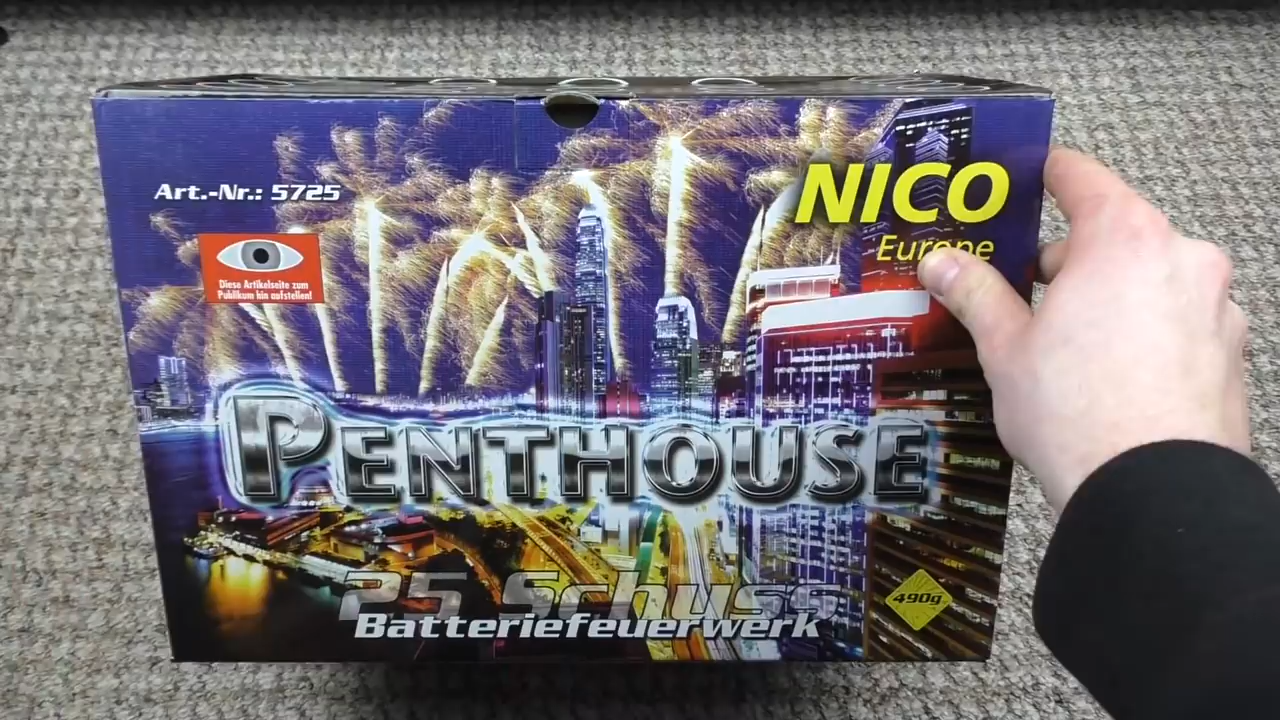 Art.-Nr.: 5725
NICO
Europe
Diese Artikelseite zum
Publikum hin aufstellen!
PENTHOUSE
25 Schuss
Batteriefeuerwerk
490g